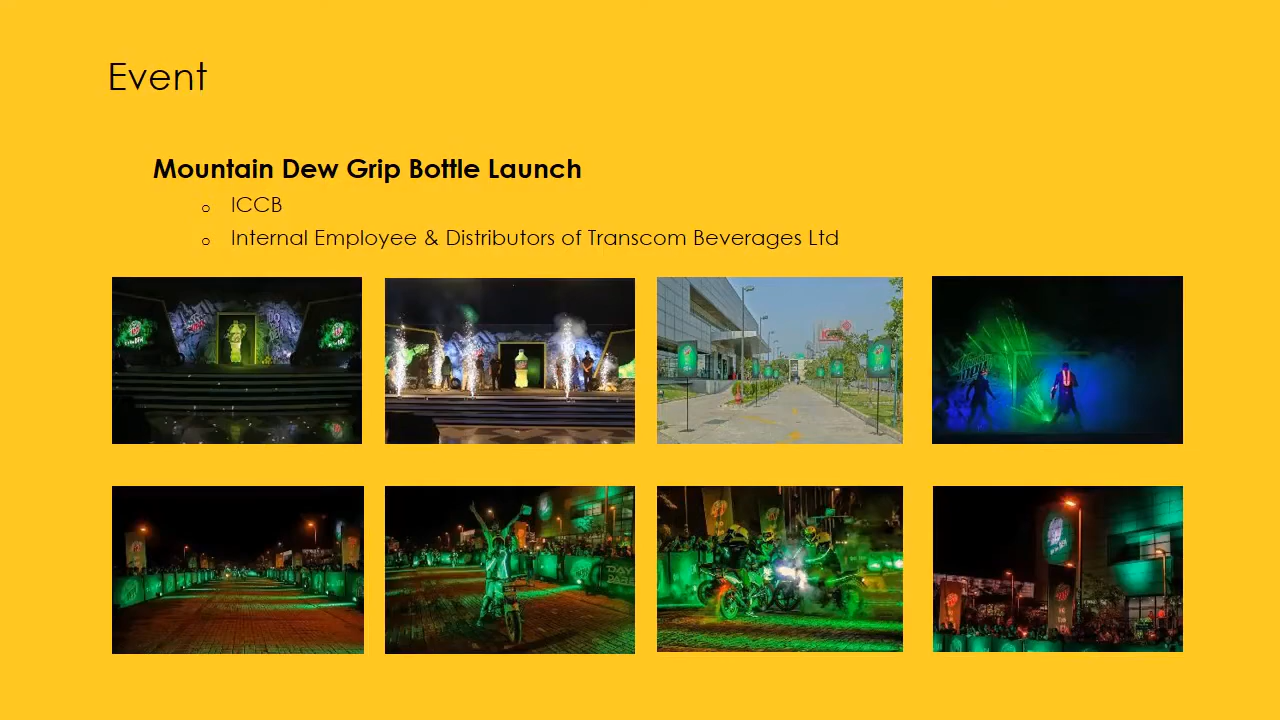 Event
Mountain Dew Grip Bottle Launch
ICCB
Internal Employee & Distributors of Transcom Beverages Ltd